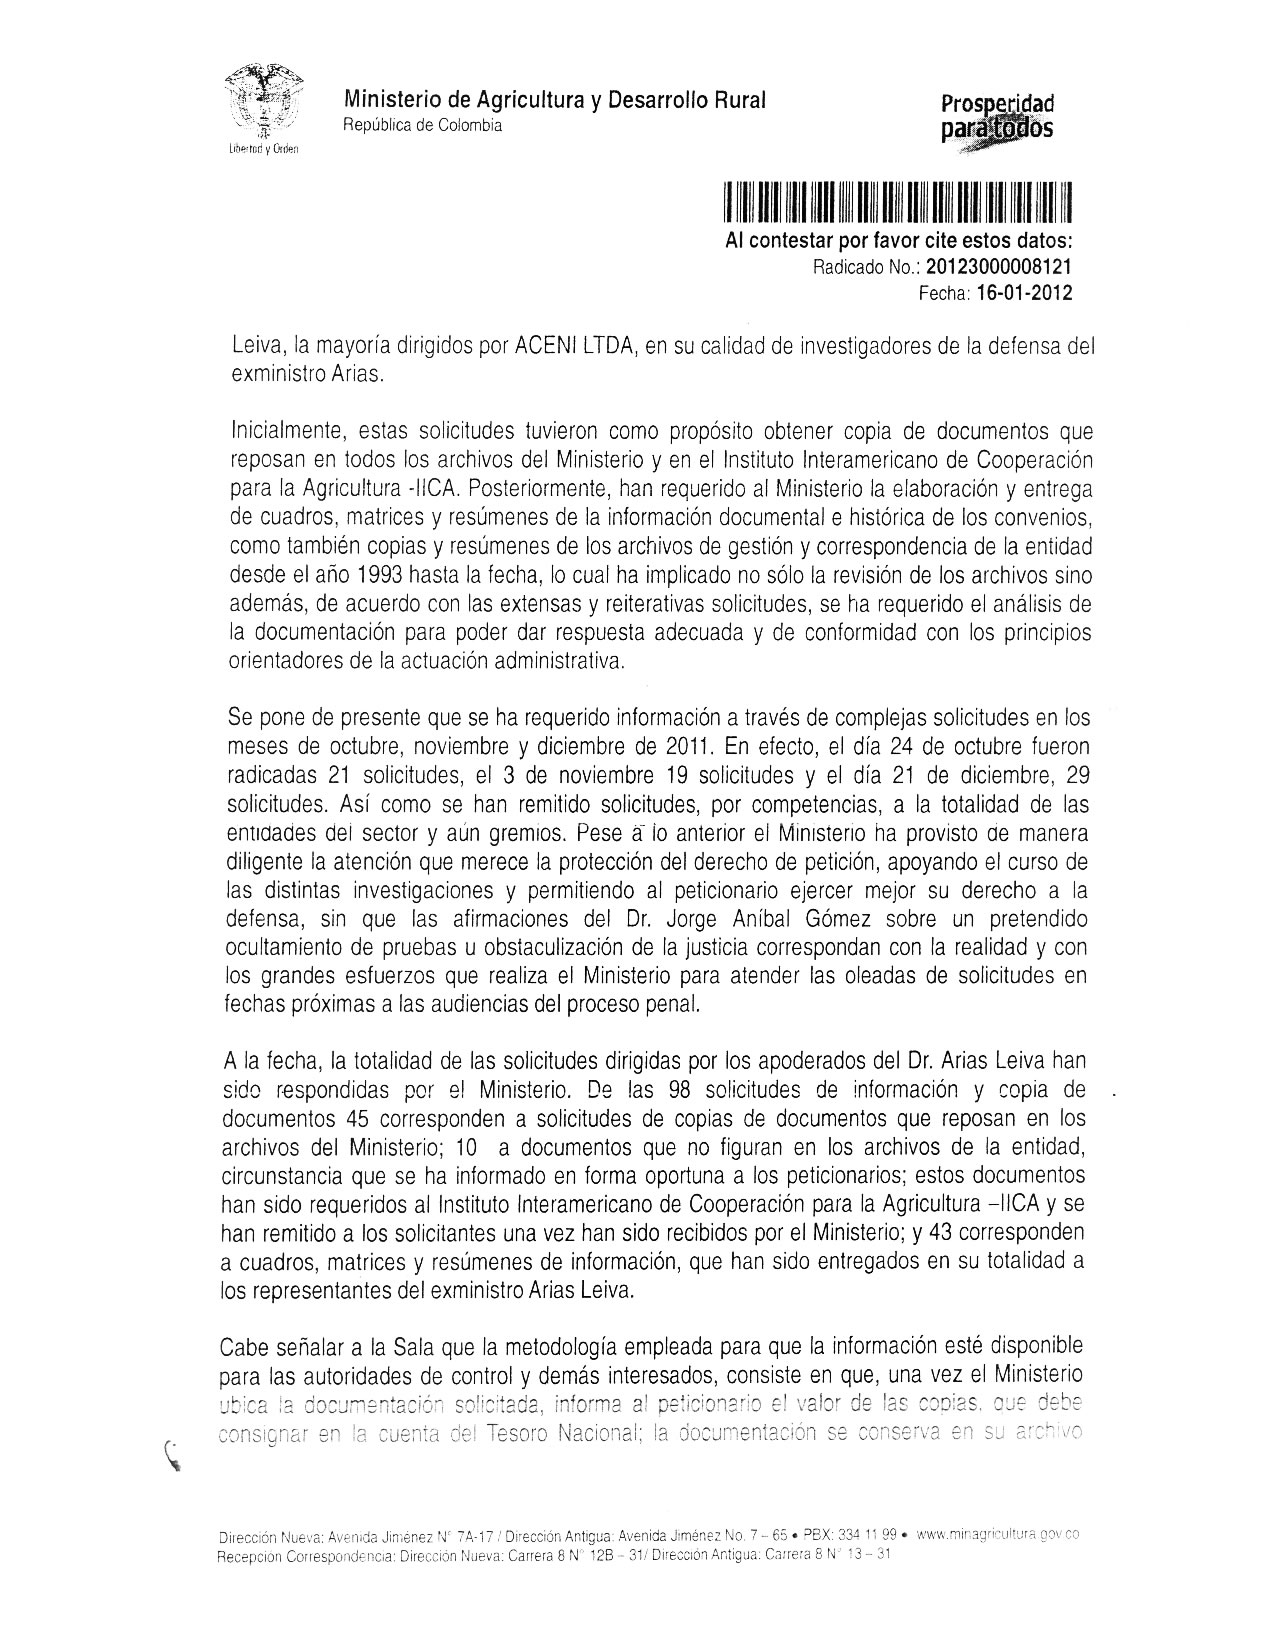 Ministerio de Agricultura y Desarrollo Rural
República de Colombia
Libertad y Orden
Prosperidad
para todos
Al contestar por favor cite estos datos:
Radicado No.: 20123000008121
Fecha: 16-01-2012
Leiva, la mayoría dirigidos por ACENI LTDA, en su calidad de investigadores de la defensa del
exministro Arias.
Inicialmente, estas solicitudes tuvieron como propósito obtener copia de documentos que
reposan en todos los archivos del Ministerio y en el Instituto Interamericano de Cooperación
para la Agricultura -IICA. Posteriormente, han requerido al Ministerio la elaboración y entrega
de cuadros, matrices y resúmenes de la información documental e histórica de los convenios,
como también copias y resúmenes de los archivos de gestión y correspondencia de la entidad
desde el año 1993 hasta la fecha, lo cual ha implicado no sólo la revisión de los archivos sino
además, de acuerdo con las extensas y reiterativas solicitudes, se ha requerido el análisis de
la documentación para poder dar respuesta adecuada y de conformidad con los principios
orientadores de la actuación administrativa.
Se pone de presente que se ha requerido información a través de complejas solicitudes en los
meses de octubre, noviembre y diciembre de 2011. En efecto, el día 24 de octubre fueron
radicadas 21 solicitudes, el 3 de noviembre 19 solicitudes y el día 21 de diciembre, 29
solicitudes. Así como se han remitido solicitudes, por competencias, a la totalidad de las
entidades del sector y aún gremios. Pese a lo anterior el Ministerio ha provisto de manera
diligente la atención que merece la protección del derecho de petición, apoyando el curso de
las distintas investigaciones y permitiendo al peticionario ejercer mejor su derecho a la
defensa, sin que las afirmaciones del Dr. Jorge Aníbal Gómez sobre un pretendido
ocultamiento de pruebas u obstaculización de la justicia correspondan con la realidad y con
los grandes esfuerzos que realiza el Ministerio para atender las oleadas de solicitudes en
fechas próximas a las audiencias del proceso penal.
A la fecha, la totalidad de las solicitudes dirigidas por los apoderados del Dr. Arias Leiva han
sido respondidas por el Ministerio. De las 98 solicitudes de información y copia de
documentos 45 corresponden a solicitudes de copias de documentos que reposan en los
archivos del Ministerio; 10 a documentos que no figuran en los archivos de la entidad,
circunstancia que se ha informado en forma oportuna a los peticionarios; estos documentos
han sido requeridos al Instituto Interamericano de Cooperación para la Agricultura –IICA y se
han remitido a los solicitantes una vez han sido recibidos por el Ministerio; y 43 corresponden
a cuadros, matrices y resúmenes de información, que han sido entregados en su totalidad a
los representantes del exministro Arias Leiva.
Cabe señalar a la Sala que la metodología empleada para que la información esté disponible
para las autoridades de control y demás interesados, consiste en que, una vez el Ministerio
ubica la documentación solicitada, informa al peticionario el valor de las copias, que debe
consignar en la cuenta del Tesoro Nacional; la documentación se conserva en su archivo
Dirección Nueva: Avenida Jiménez N° 7A-17 / Dirección Antigua: Avenida Jiménez No. 7 – 65 • PBX: 334 11 99 • www.minagricultura.gov.co
Recepción Correspondencia: Dirección Nueva: Carrera 8 N° 12B – 31/ Dirección Antigua: Carrera 8 N° 13 – 31